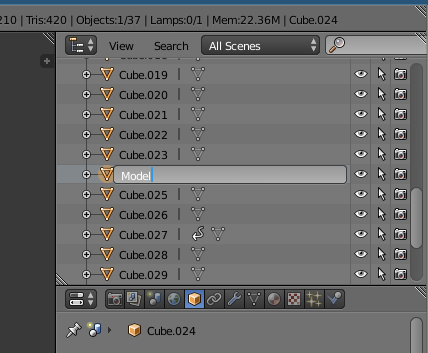 210 | Tris:420 | Objects:1/37 | Lamps:0/1 | Mem:22.36M | Cube.024
View Search All Scenes
Cube.019 |
Cube.020 |
Cube.021 |
Cube.022 |
Cube.023 |
Model
Cube.025 |
Cube.026 |
Cube.027 |
Cube.028 |
Cube.029 |
Cube.024